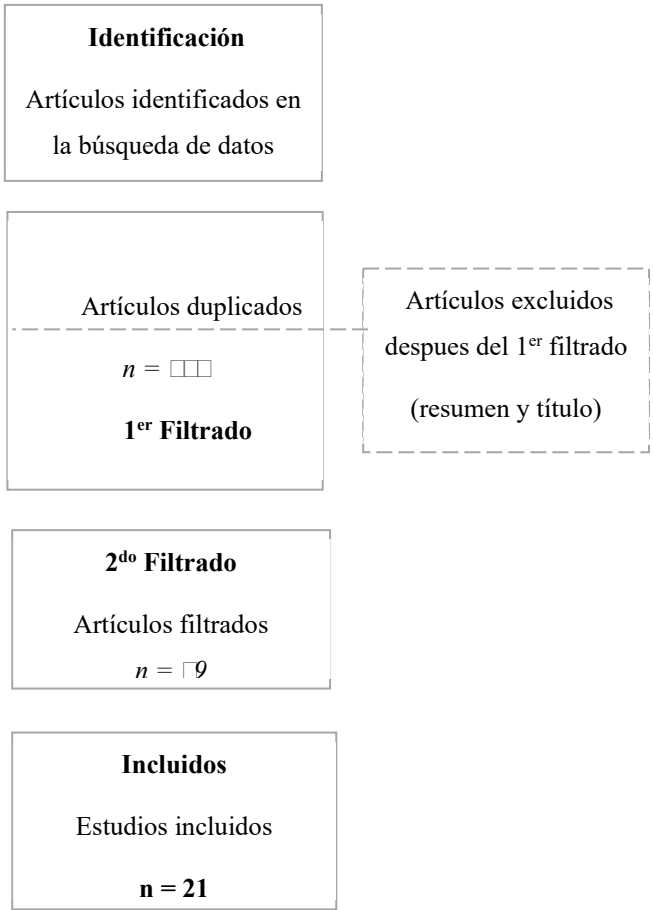 Identificación
Artículos identificados en
la búsqueda de datos
Artículos duplicados
n = □□□
1er Filtrado
Artículos excluidos
despues del 1er filtrado
(resumen y título)
2do Filtrado
Artículos filtrados
n = □9
Incluidos
Estudios incluidos
n = 21